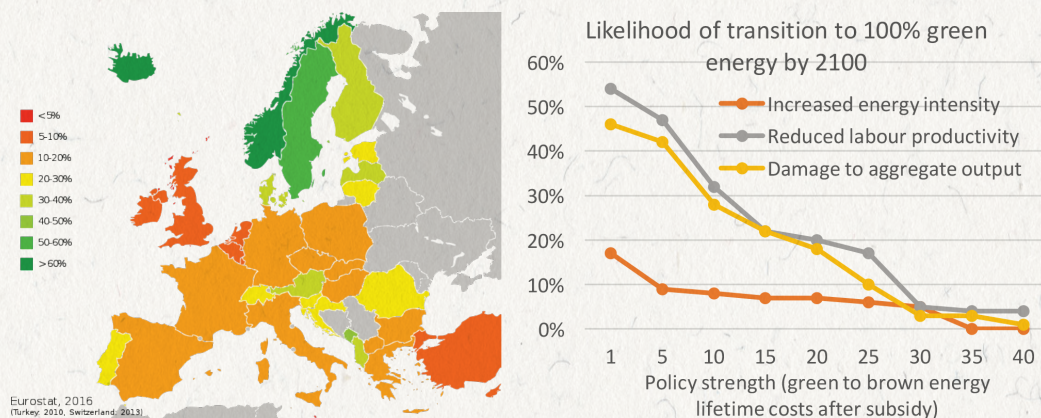 <5%
5-10%
10-20%
20-30%
30-40%
40-50%
50-60%
>60%
Eurostat, 2016
(Turkey: 2010, Switzerland: 2013)
Likelihood of transition to 100% green
energy by 2100
60%
50%
40%
30%
20%
10%
0%
Increased energy intensity
Reduced labour productivity
Damage to aggregate output
1 5 10 15 20 25 30 35 40
Policy strength (green to brown energy
lifetime costs after subsidy)